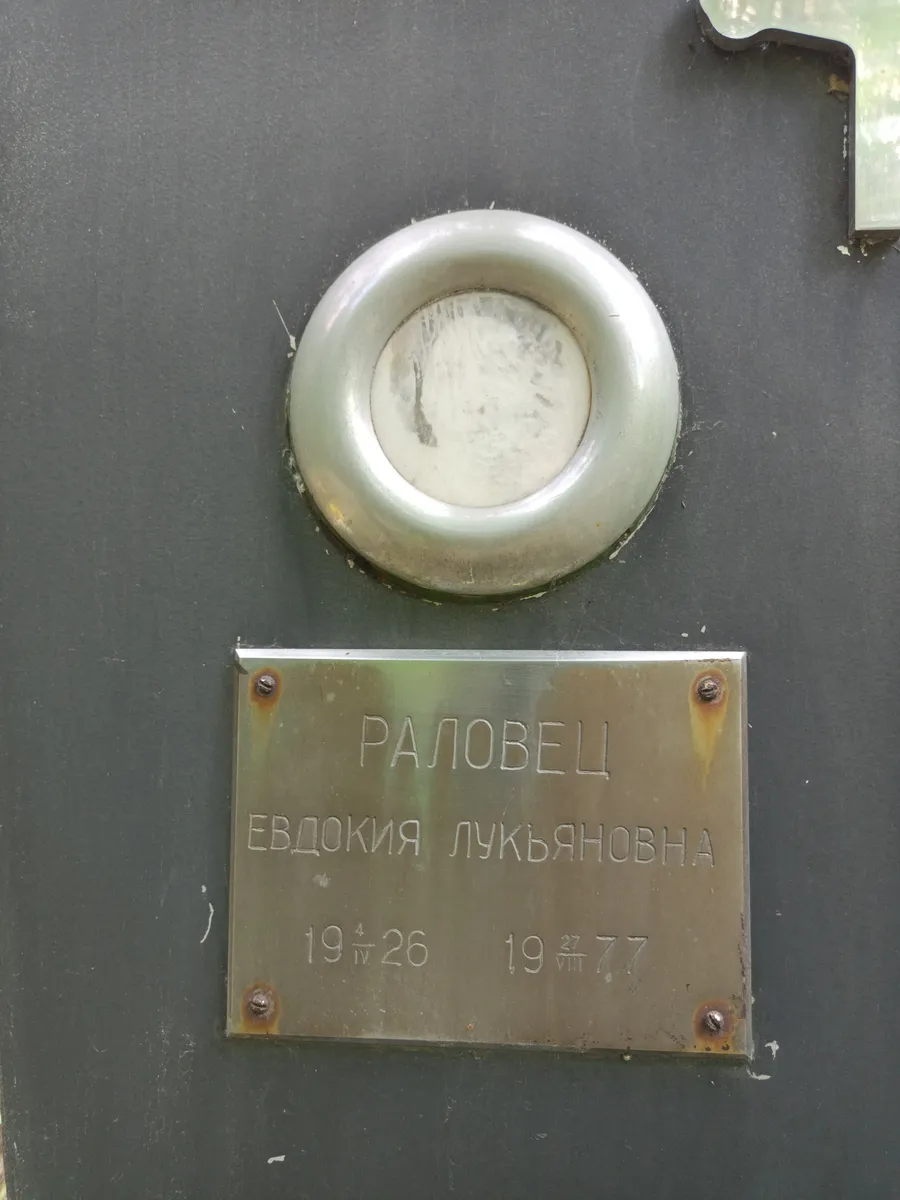 РАЛОВЕЦ
ЕВДОКИЯ ЛУКЬЯНОВНА
19 4/IV 26 19 27/VIII 77